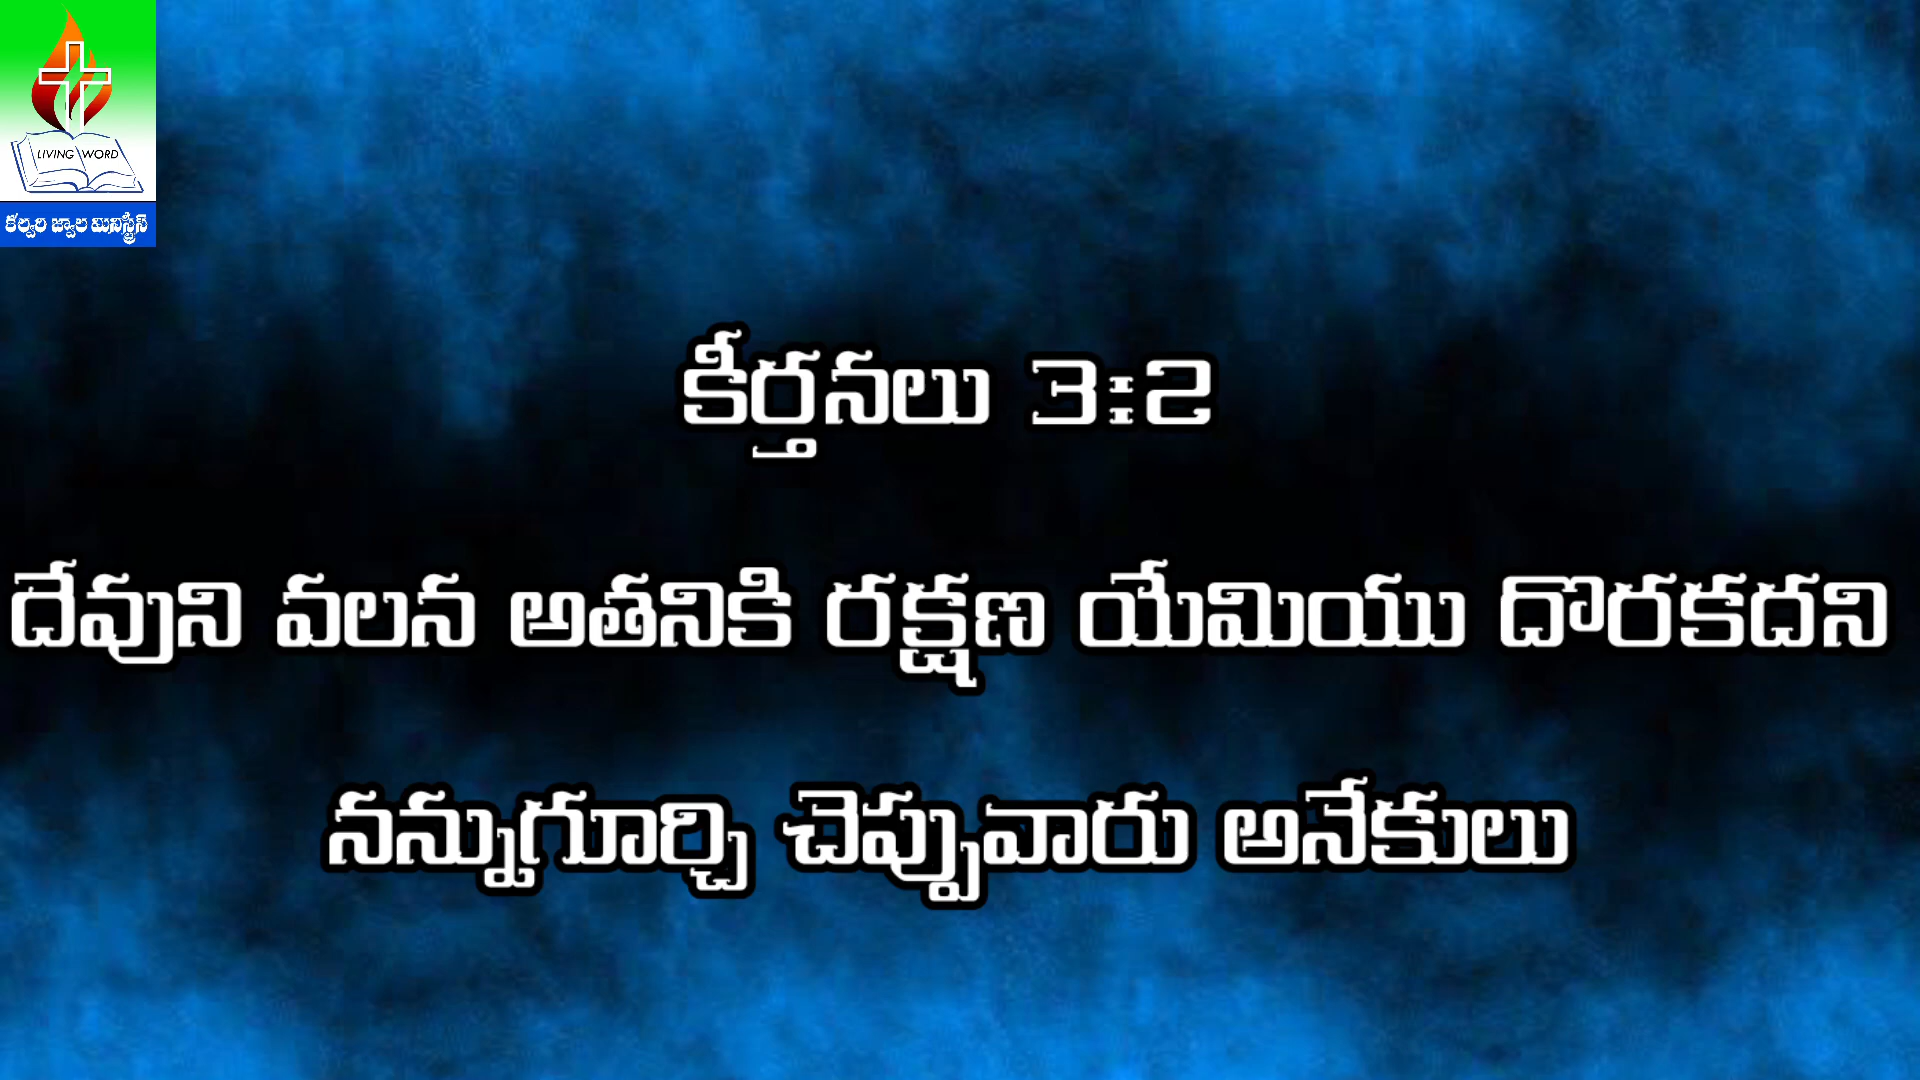 LIVING WORD
కల్వరి జ్వాల మినిస్ట్రీస్
కీర్తనలు 3:2
దేవుని వలన అతనికి రక్షణ యేమియు దొరకదని
నన్నుగూర్చి చెప్పువారు అనేకులు